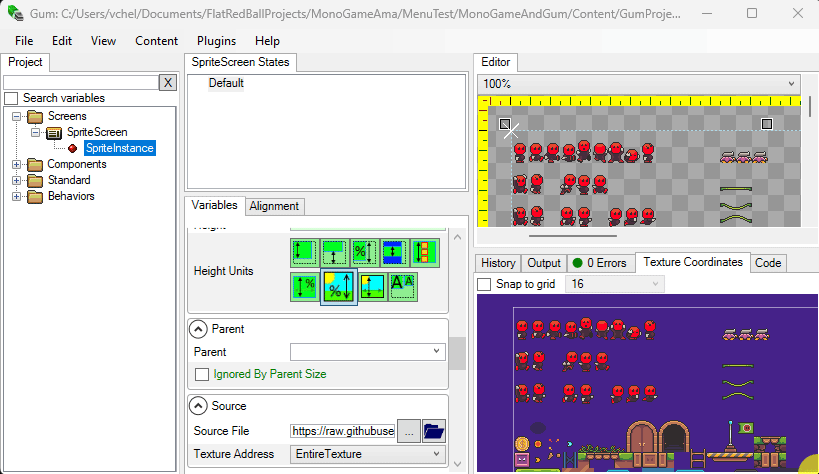 Gum: C:/Users/vchel/Documents/FlatRedBallProjects/MonoGameAma/MenuTest/MonoGameAndGum/Content/GumProje...
File Edit View Content Plugins Help
Project
X
Search variables
Screens
SpriteScreen
SpriteInstance
Components
Standard
Behaviors
SpriteScreen States
Default
Variables Alignment
Height Units
Parent
Parent
Ignored By Parent Size
Source
Source File https://raw.githubuse ...
Texture Address EntireTexture
Editor
100%
History Output 0 Errors Texture Coordinates Code
Snap to grid 16